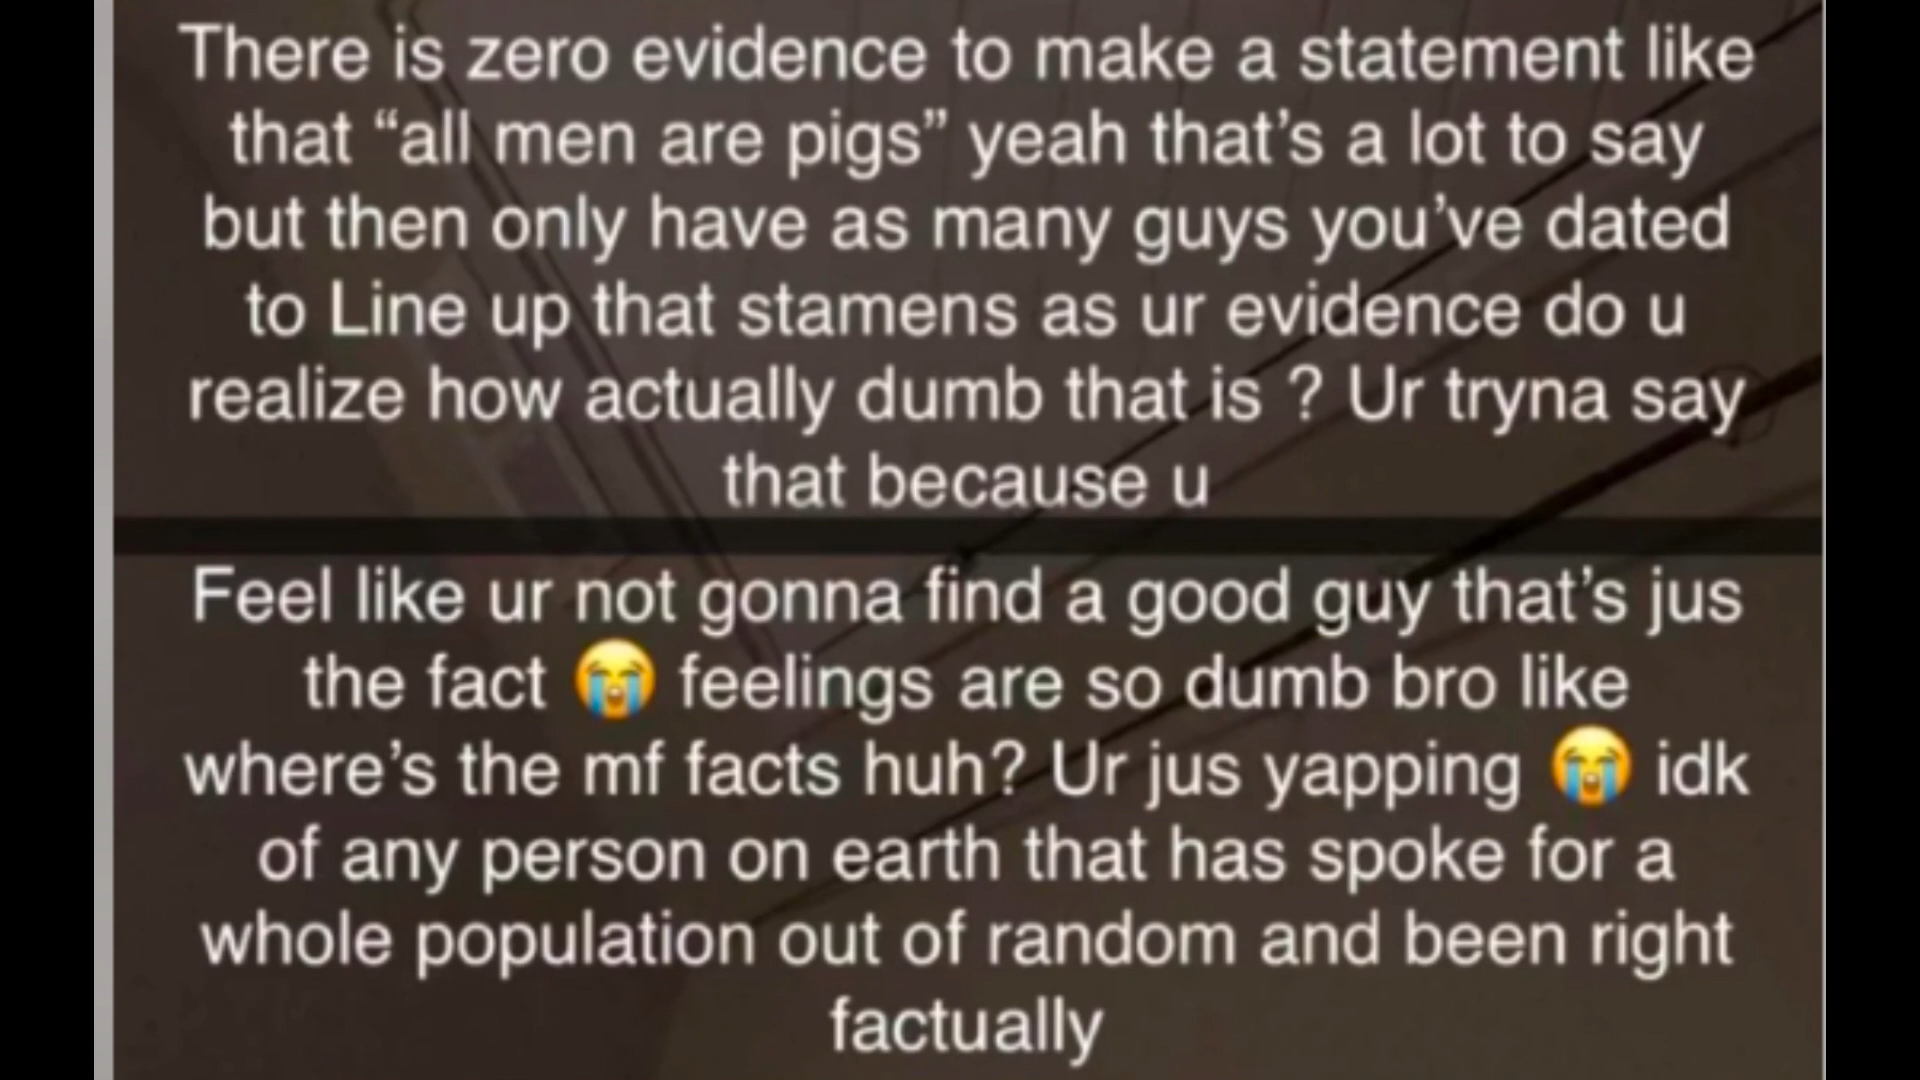 There is zero evidence to make a statement like
that “all men are pigs” yeah that’s a lot to say
but then only have as many guys you’ve dated
to Line up that stamens as ur evidence do u
realize how actually dumb that is ? Ur tryna say
that because u
Feel like ur not gonna find a good guy that’s jus
the fact 😭 feelings are so dumb bro like
where’s the mf facts huh? Ur jus yapping 😭 idk
of any person on earth that has spoke for a
whole population out of random and been right
factually